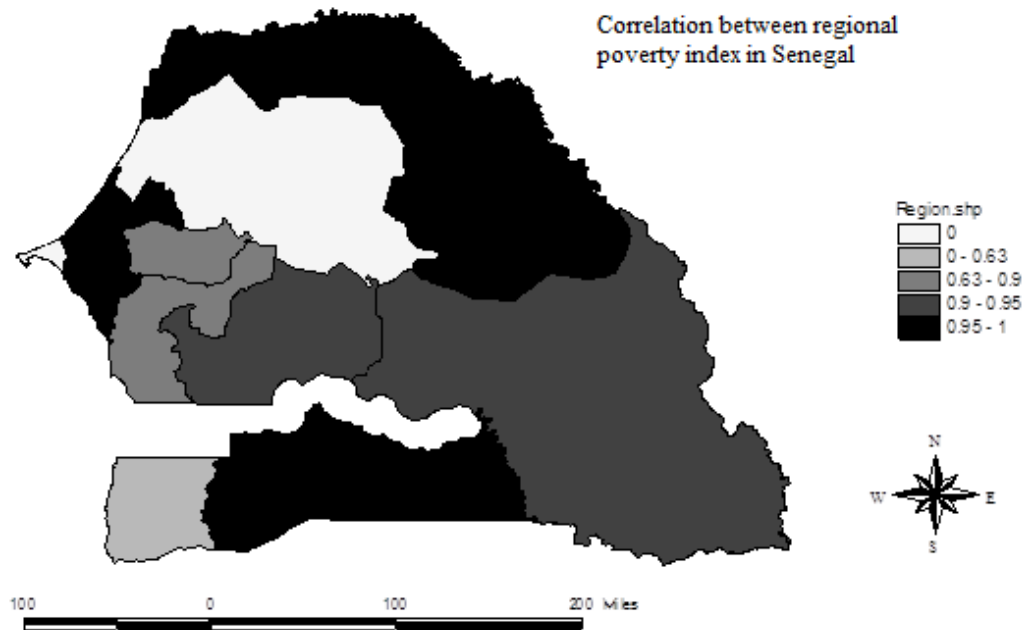 Correlation between regional
poverty index in Senegal
Region.shp
0
0 - 0.63
0.63 - 0.9
0.9 - 0.95
0.95 - 1
N
W E
S
100 0 100 200 Miles